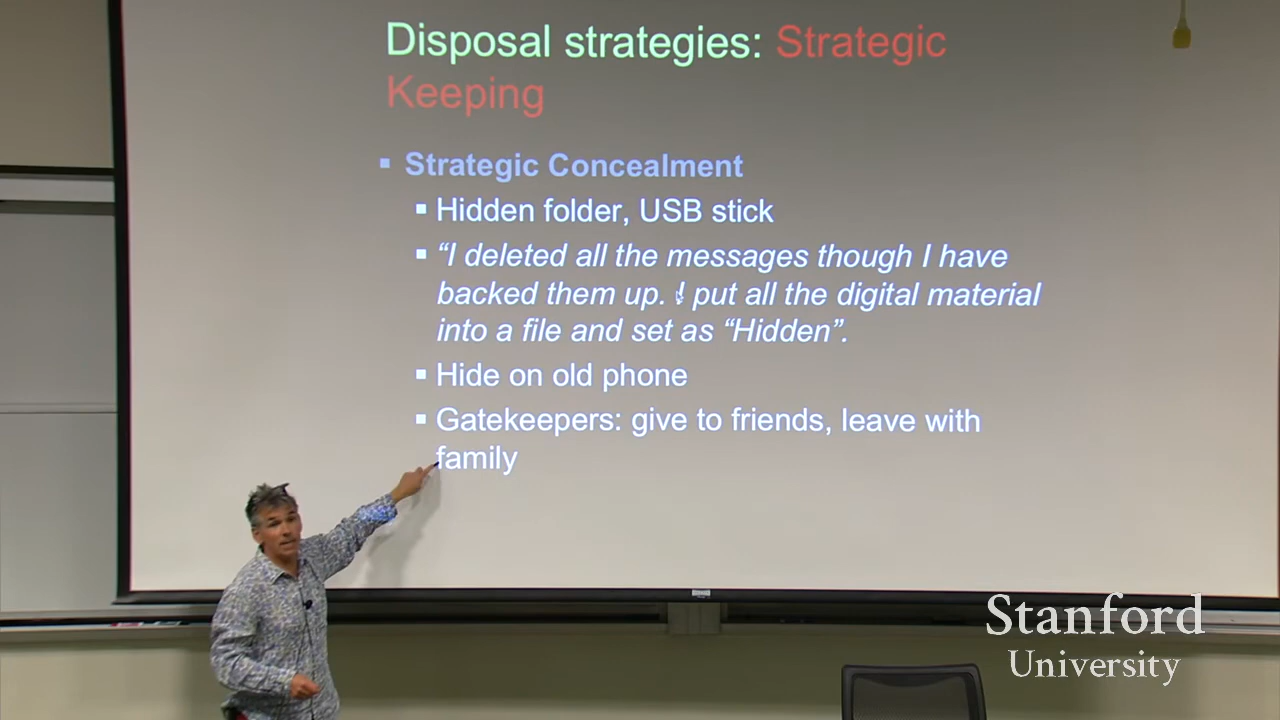 Disposal strategies: Strategic
Keeping
▪ Strategic Concealment
▪ Hidden folder, USB stick
▪ “I deleted all the messages though I have
backed them up. I put all the digital material
into a file and set as “Hidden”.
▪ Hide on old phone
▪ Gatekeepers: give to friends, leave with
family
Stanford
University